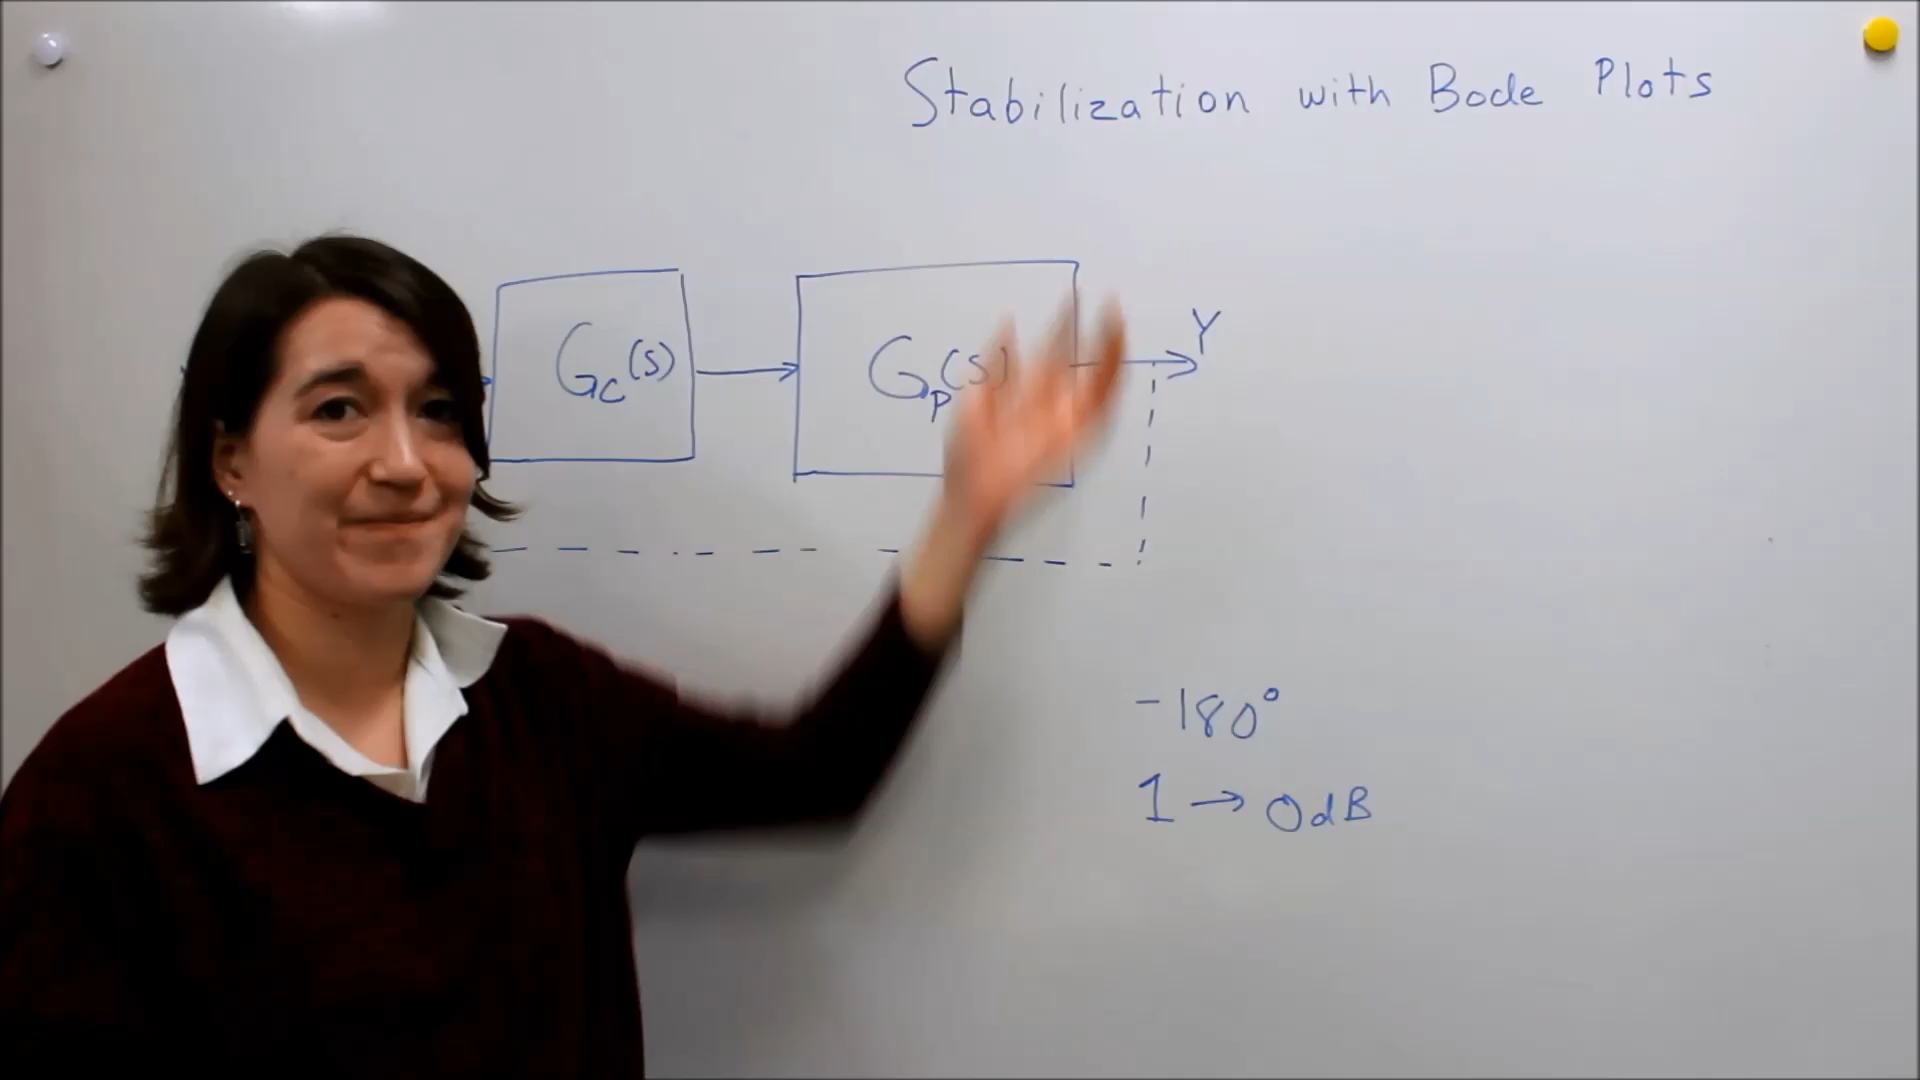 Stabilization with Bode Plots
Gc(s)
Gp(s)
Y
-180°
1 → 0dB